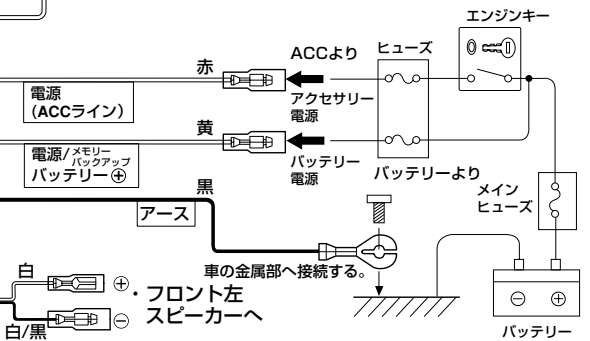 エンジンキー
ACCより
ヒューズ
赤
電源
(ACCライン)
アクセサリー
電源
黄
電源/メモリーバックアップ
バッテリー⊕
バッテリー
電源
バッテリーより
メイン
ヒューズ
黒
アース
車の金属部へ接続する。
白
⊕
・フロント左
スピーカーへ
白/黒
⊖
⊖ ⊕
バッテリー